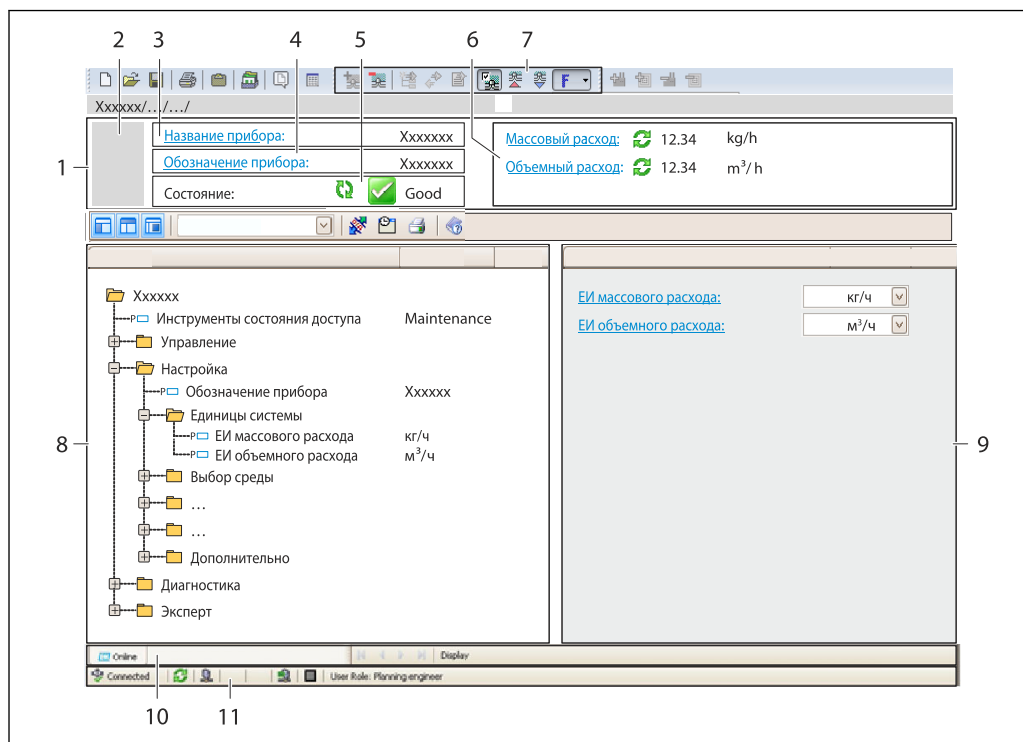 2 3 4 5 6 7
F
Xxxxxx/.../.../
1
Название прибора: Xxxxxxx
Массовый расход: 12.34 kg/h
Обозначение прибора: Xxxxxxx
Объемный расход: 12.34 m³/h
Состояние: Good
Xxxxxx
ЕИ массового расхода: кг/ч
P Инструменты состояния доступа Maintenance
ЕИ объемного расхода: м³/ч
Управление
Настройка
P Обозначение прибора Xxxxxx
Единицы системы
P ЕИ массового расхода кг/ч
8
9
P ЕИ объемного расхода м³/ч
Выбор среды
...
...
Дополнительно
Диагностика
Эксперт
Online Display
Connected User Role: Planning engineer
10 11